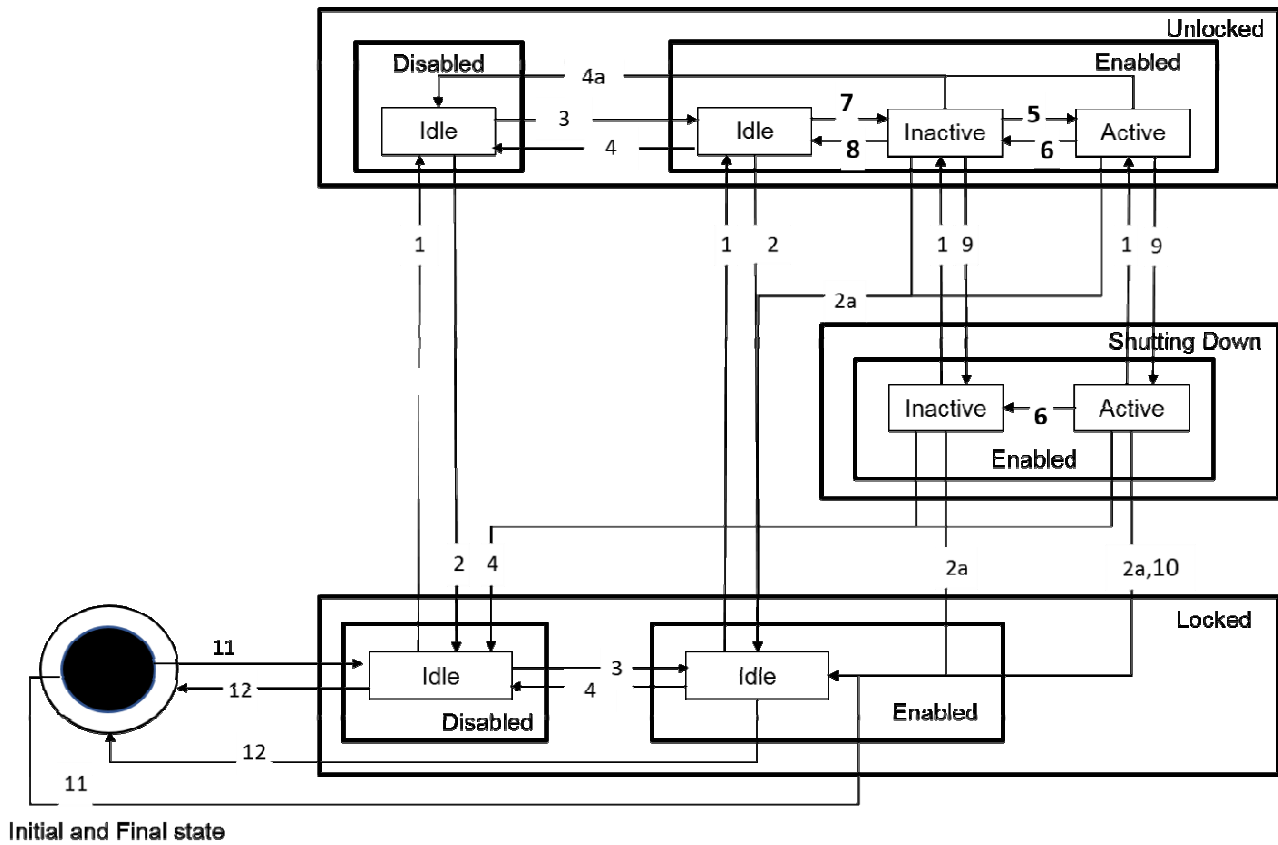 Unlocked
Disabled
Enabled
4a
Idle
3
Idle
7
Inactive
5
Active
4
8
6
1
1
2
1
9
1
9
2a
Shutting Down
Inactive
6
Active
Enabled
2
4
2a
2a,10
Locked
11
Idle
3
Idle
12
4
Disabled
Enabled
12
11
Initial and Final state